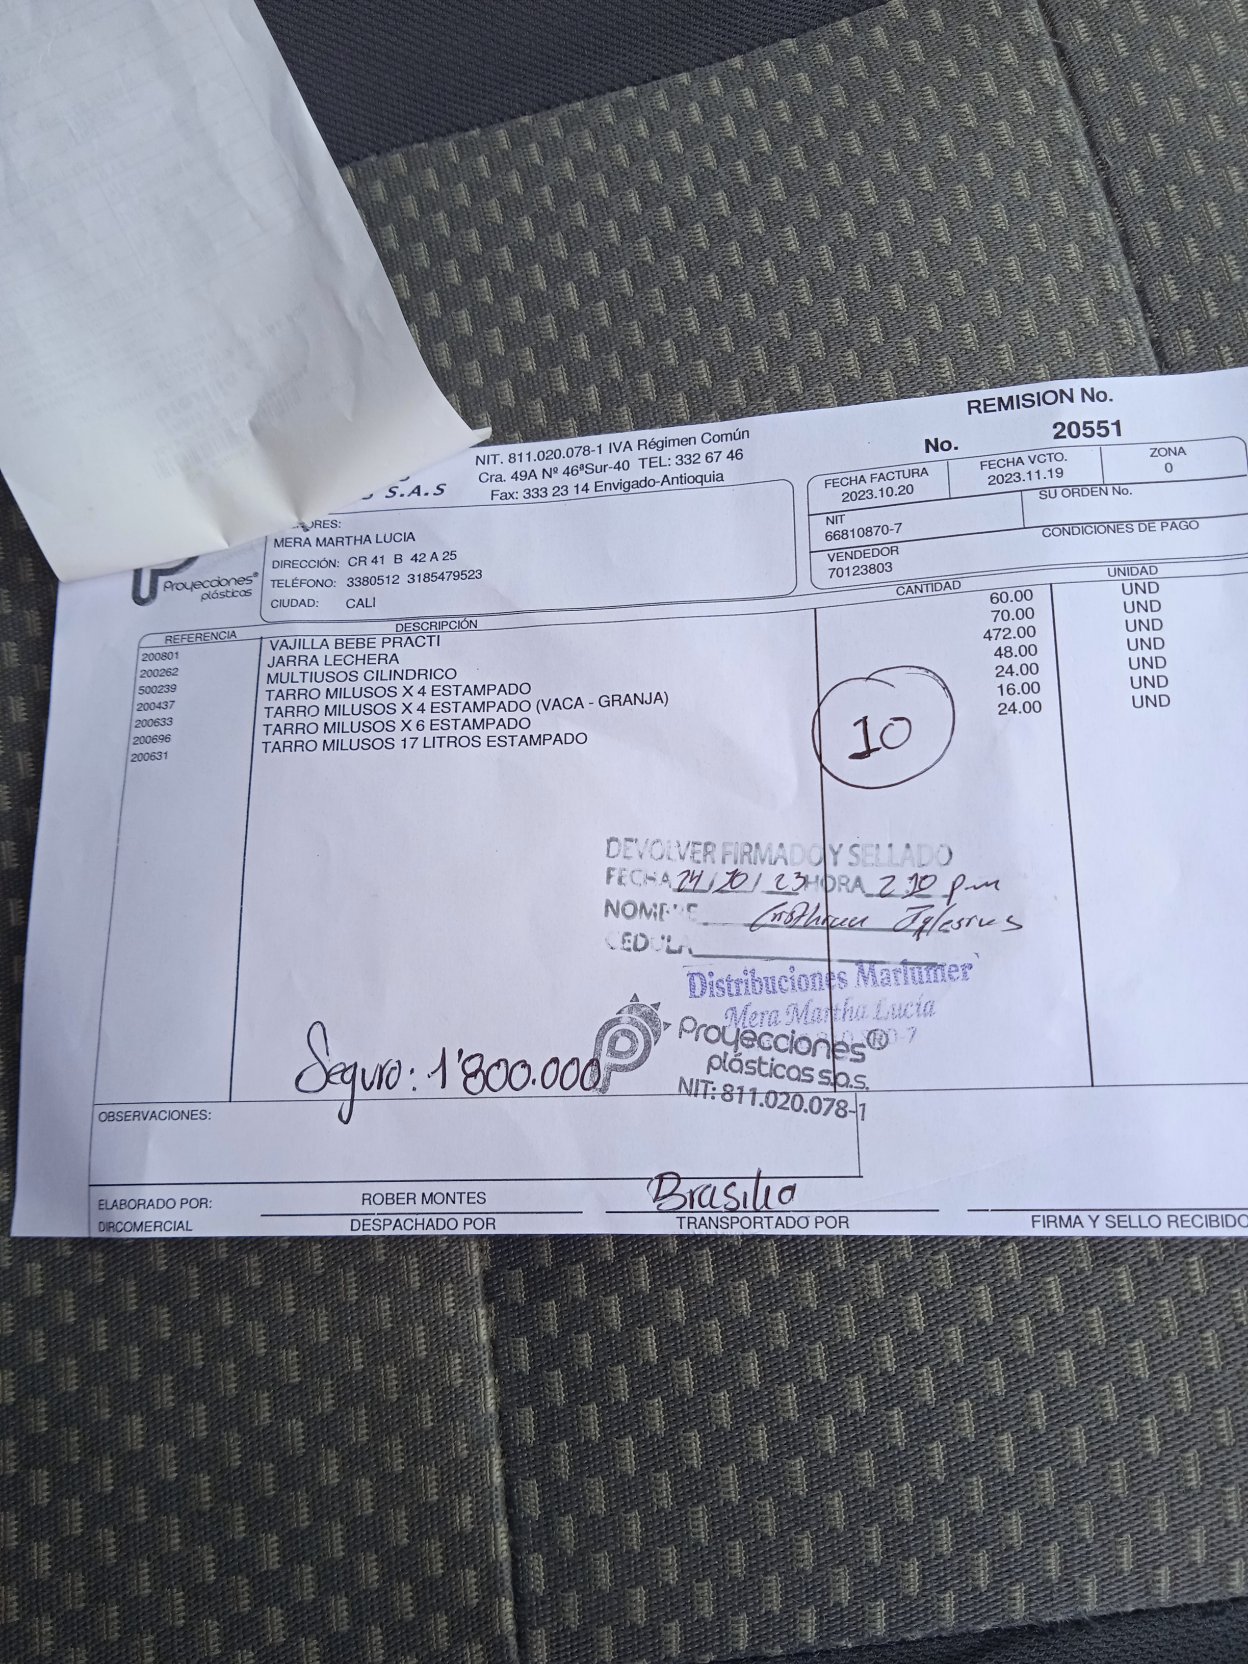 REMISION No.
No. 20551
S.A.S
NIT. 811.020.078-1 IVA Régimen Común
Cra. 49A Nº 46ªSur-40 TEL: 332 67 46
Fax: 333 23 14 Envigado-Antioquia
FECHA FACTURA
2023.10.20
FECHA VCTO.
2023.11.19
ZONA
0
NIT
66810870-7
SU ORDEN No.
VENDEDOR
70123803
CONDICIONES DE PAGO
ORES:
MERA MARTHA LUCIA
DIRECCIÓN: CR 41 B 42 A 25
TELÉFONO: 3380512 3185479523
CIUDAD: CALI
Proyecciones®
plásticas
REFERENCIA DESCRIPCIÓN CANTIDAD UNIDAD
200801 VAJILLA BEBE PRACTI 60.00 UND
200262 JARRA LECHERA 70.00 UND
500239 MULTIUSOS CILINDRICO 472.00 UND
200437 TARRO MILUSOS X 4 ESTAMPADO 48.00 UND
200633 TARRO MILUSOS X 4 ESTAMPADO (VACA - GRANJA) 24.00 UND
200696 TARRO MILUSOS X 6 ESTAMPADO 16.00 UND
200631 TARRO MILUSOS 17 LITROS ESTAMPADO 24.00 UND
10
DEVOLVER FIRMADO Y SELLADO
FECHA 24/10/23 HORA 2:10 pm
NOMBRE
CEDULA
Distribuciones Marlumer
Mera Martha Lucía
Proyecciones®
plásticas s.a.s.
NIT: 811.020.078-1
Seguro: 1'800.000
OBSERVACIONES:
ELABORADO POR: ROBER MONTES Brasilia
DIRCOMERCIAL DESPACHADO POR TRANSPORTADO POR FIRMA Y SELLO RECIBIDO